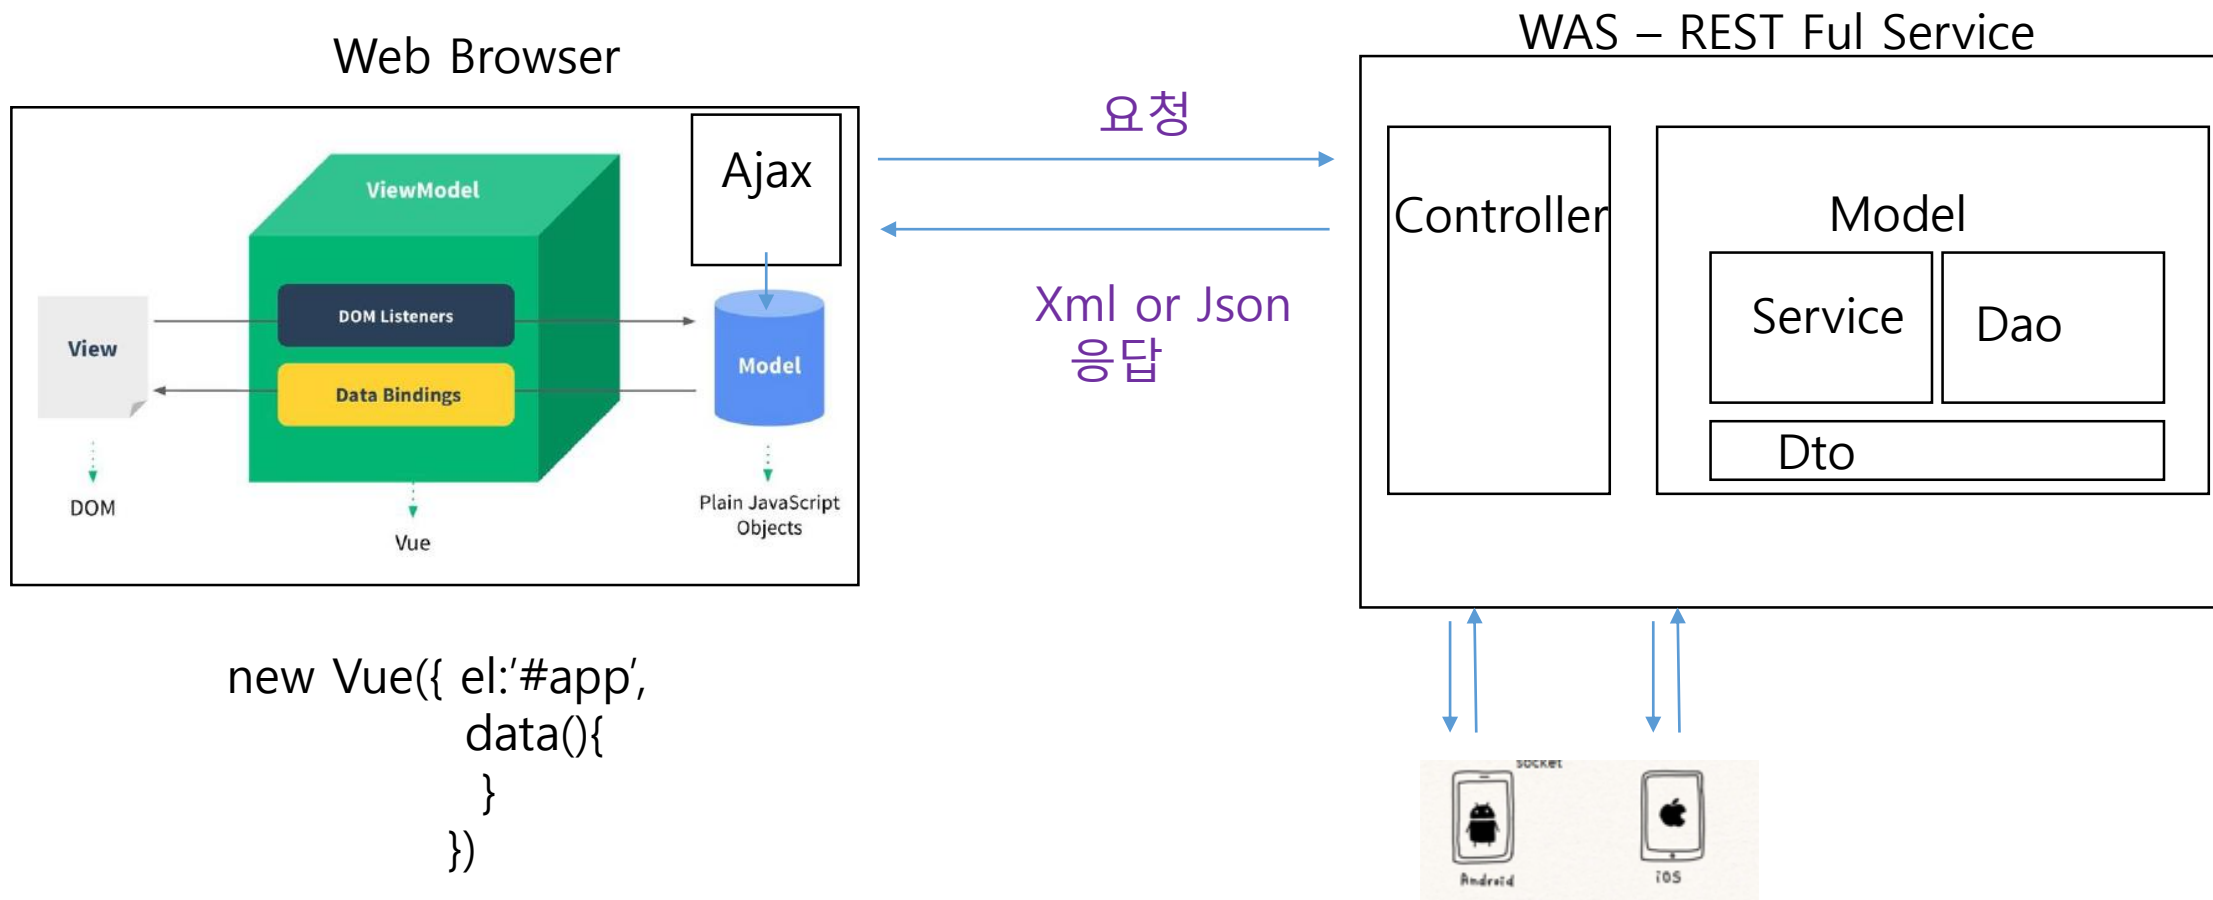 Web Browser
WAS – REST Ful Service
ViewModel
Ajax
DOM Listeners
View
Data Bindings
Model
DOM
Vue
Plain JavaScript
Objects
요청
Xml or Json
응답
Controller
Model
Service
Dao
Dto
new Vue({ el:’#app’,
data(){
}
})
socket
Android
iOS